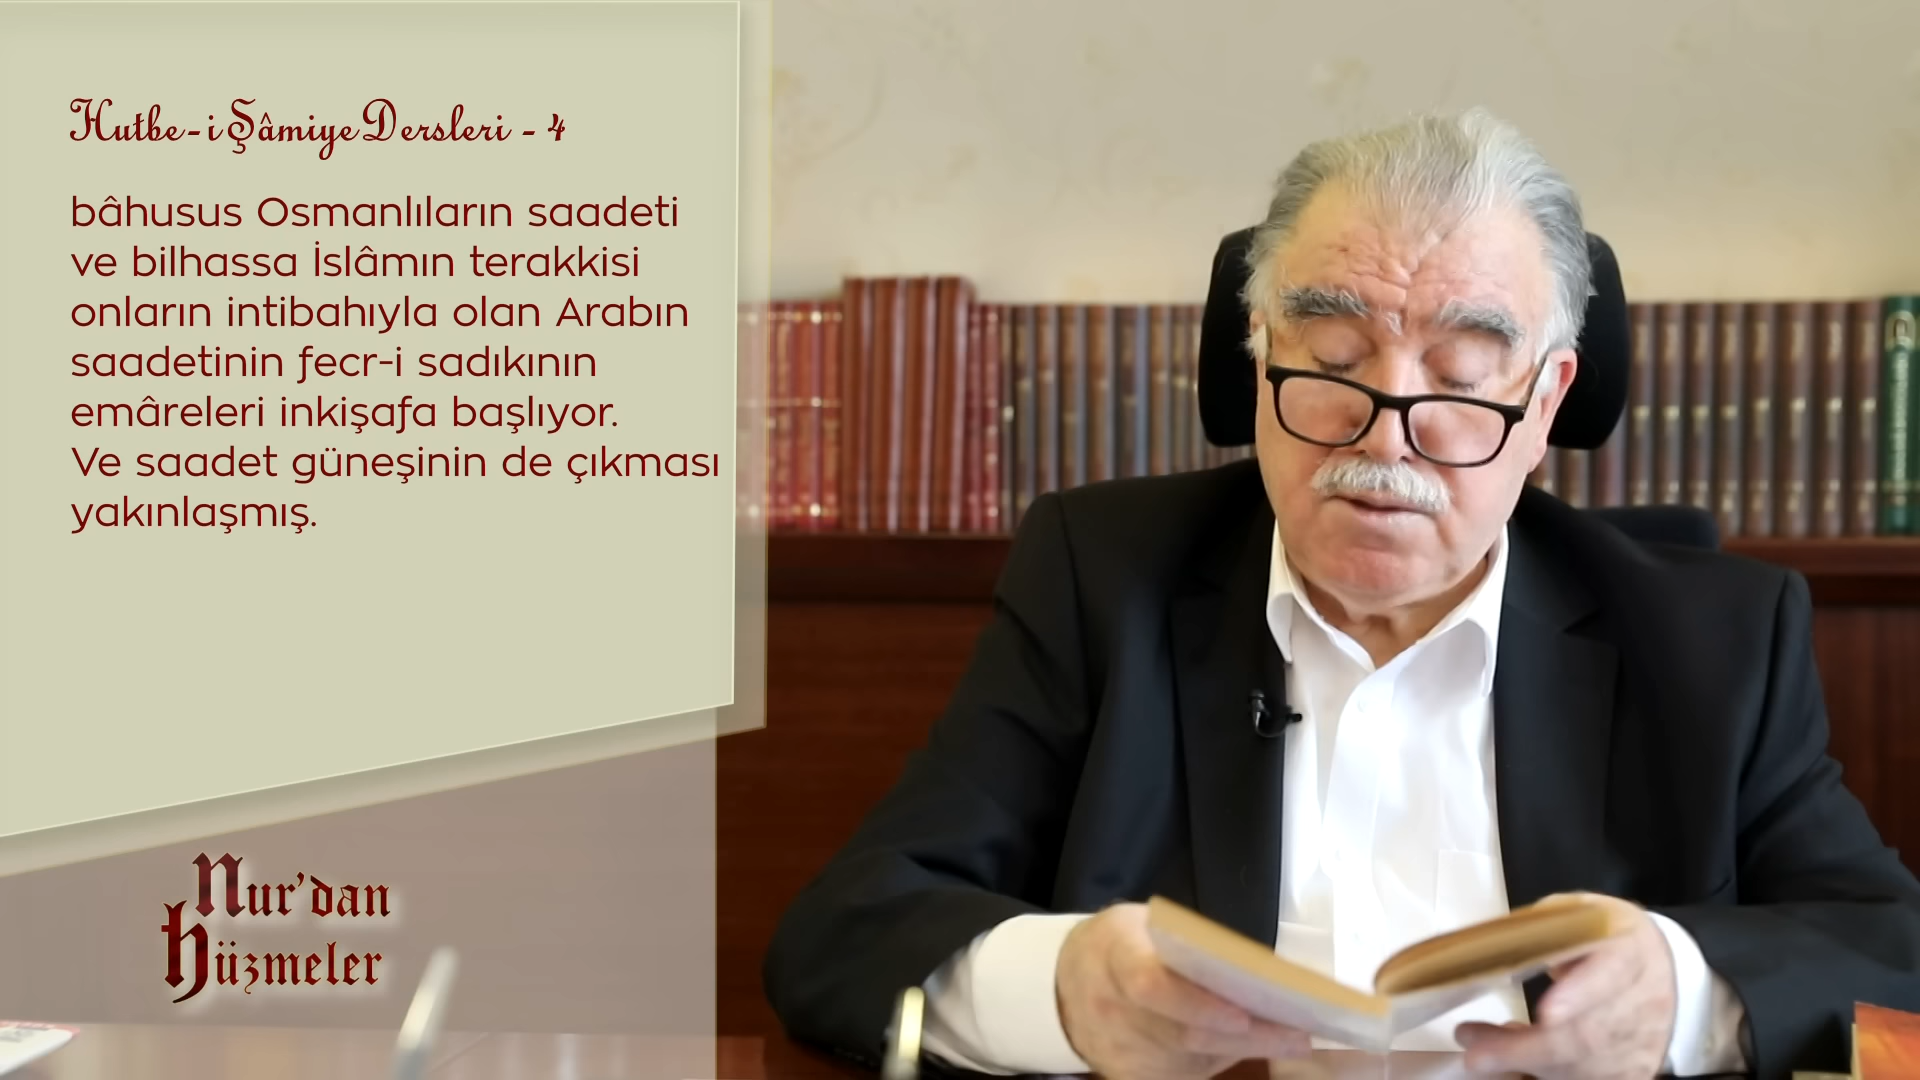 Hutbe-i Şâmiye Dersleri - 4
bâhusus Osmanlıların saadeti
ve bilhassa İslâmın terakkisi
onların intibahıyla olan Arabın
saadetinin fecr-i sadıkının
emâreleri inkişafa başlıyor.
Ve saadet güneşinin de çıkması
yakınlaşmış.
Nur'dan
Hüzmeler